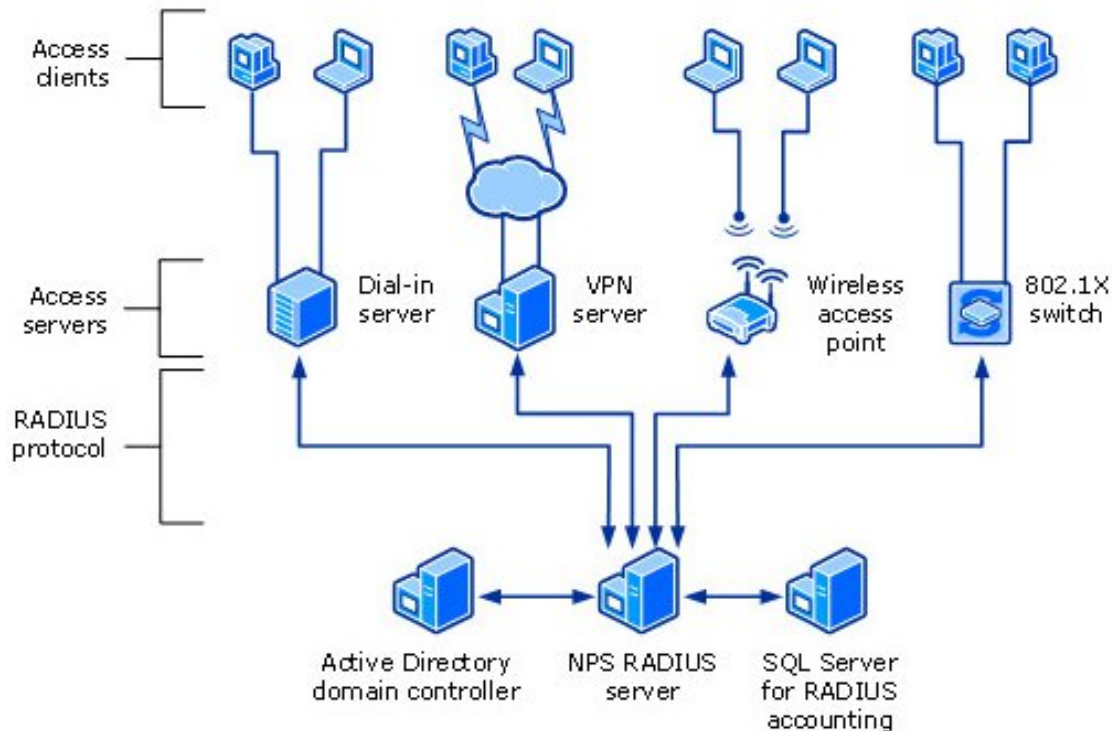 Access
clients
Access
servers
Dial-in
server
VPN
server
Wireless
access
point
802.1X
switch
RADIUS
protocol
Active Directory
domain controller
NPS RADIUS
server
SQL Server
for RADIUS
accounting